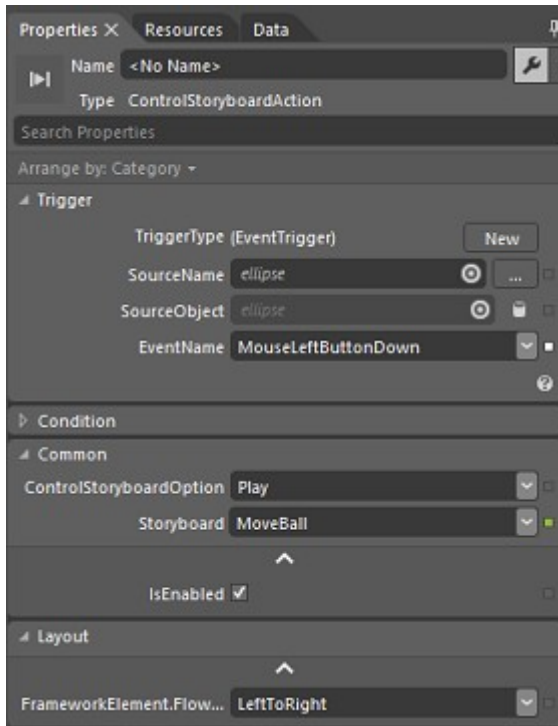 Properties Resources Data
Name <No Name>
Type ControlStoryboardAction
Search Properties
Arrange by: Category
Trigger
TriggerType (EventTrigger) New
SourceName ellipse ...
SourceObject ellipse
EventName MouseLeftButtonDown
Condition
Common
ControlStoryboardOption Play
Storyboard MoveBall
IsEnabled
Layout
FrameworkElement.Flow... LeftToRight